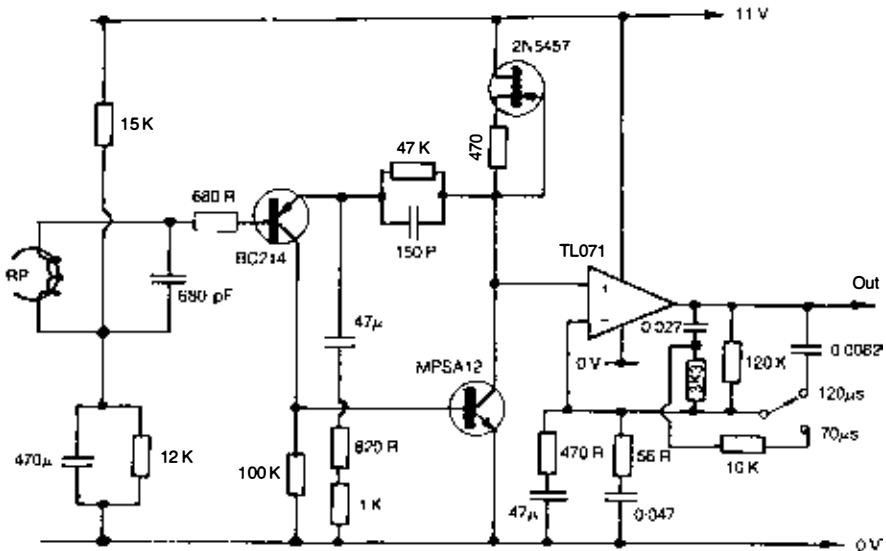 11 V
2N5457
15 K
47 K
470
680 R
BC214
150 P
TL071
RP
680 pF
Out
47µ
0.027
0 V
MPSA12
3K3
120 K
0.0082
120µs
70µs
470µ
12 K
100K
820 R
1 K
470 R
56 R
10 K
47µ
0.047
0 V